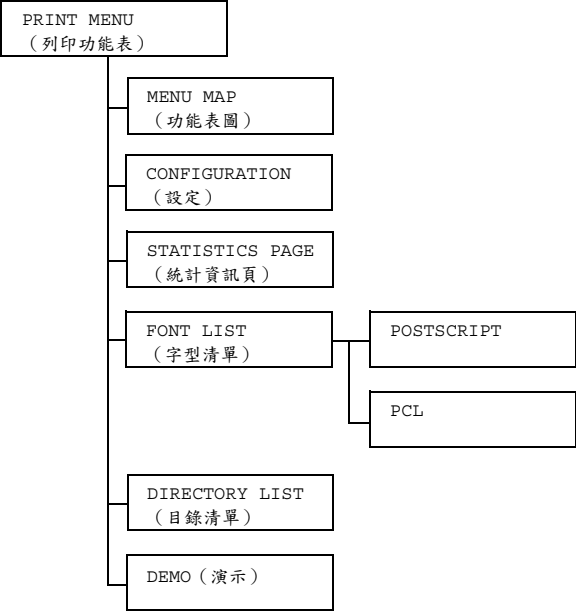 PRINT MENU
（列印功能表）
MENU MAP
（功能表圖）
CONFIGURATION
（設定）
STATISTICS PAGE
（統計資訊頁）
FONT LIST
（字型清單）
POSTSCRIPT
PCL
DIRECTORY LIST
（目錄清單）
DEMO（演示）